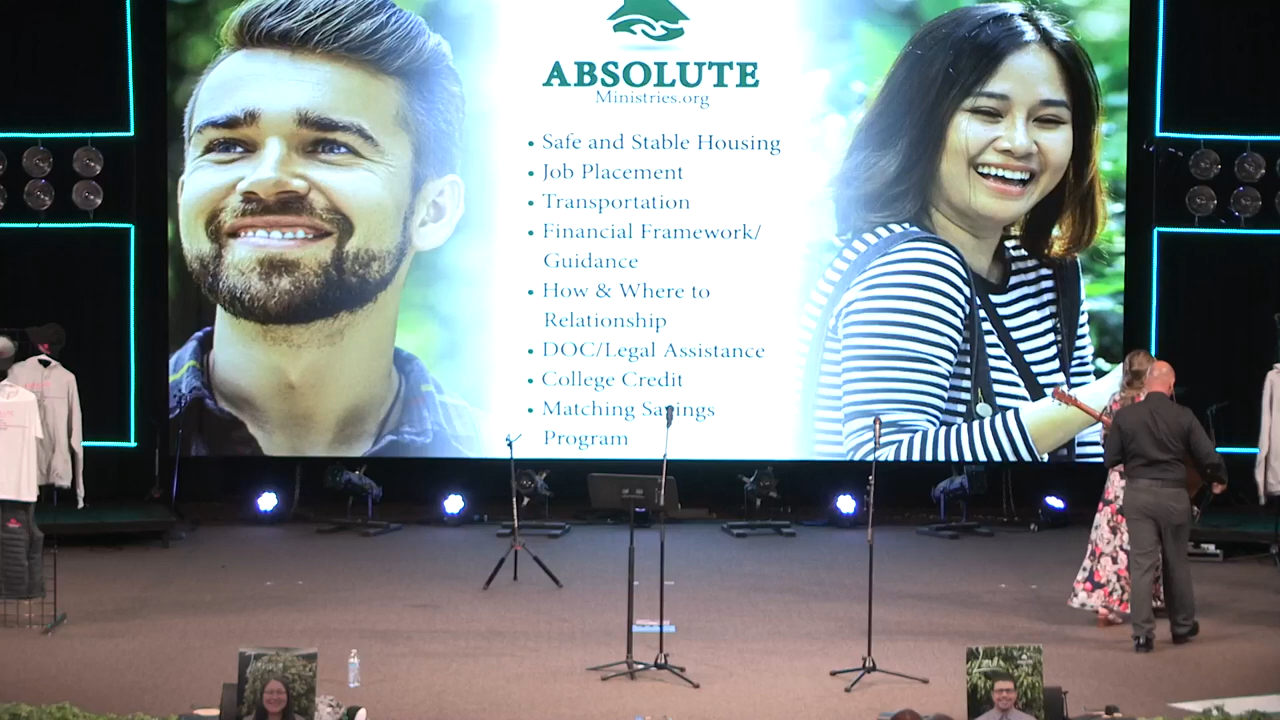 ABSOLUTE
Ministries.org
• Safe and Stable Housing
• Job Placement
• Transportation
• Financial Framework/
Guidance
• How & Where to
Relationship
• DOC/Legal Assistance
• College Credit
• Matching Savings
Program